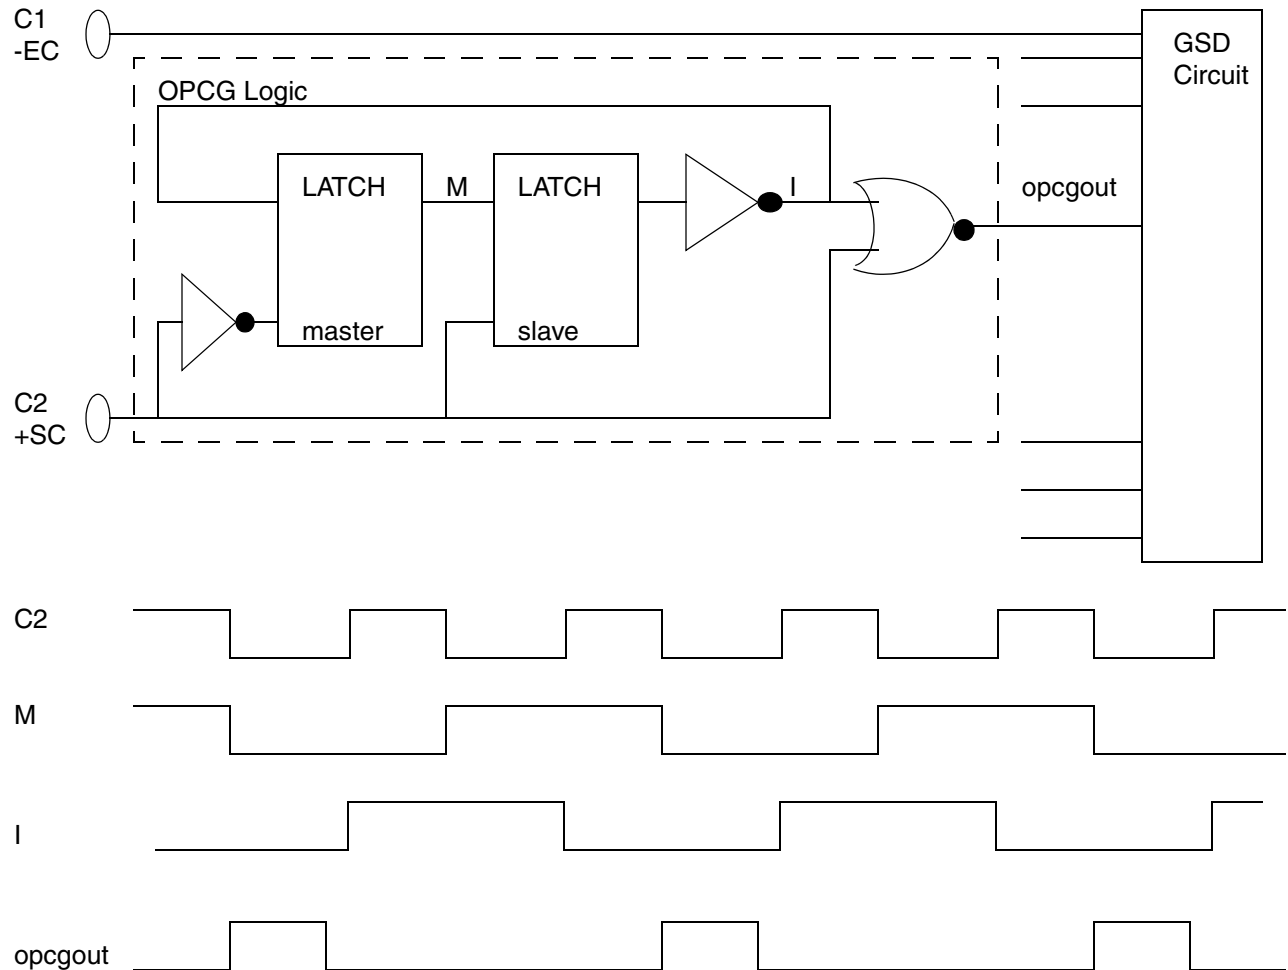 C1
-EC
GSD
Circuit
OPCG Logic
LATCH
M
LATCH
I
opcgout
master
slave
C2
+SC
C2
M
I
opcgout